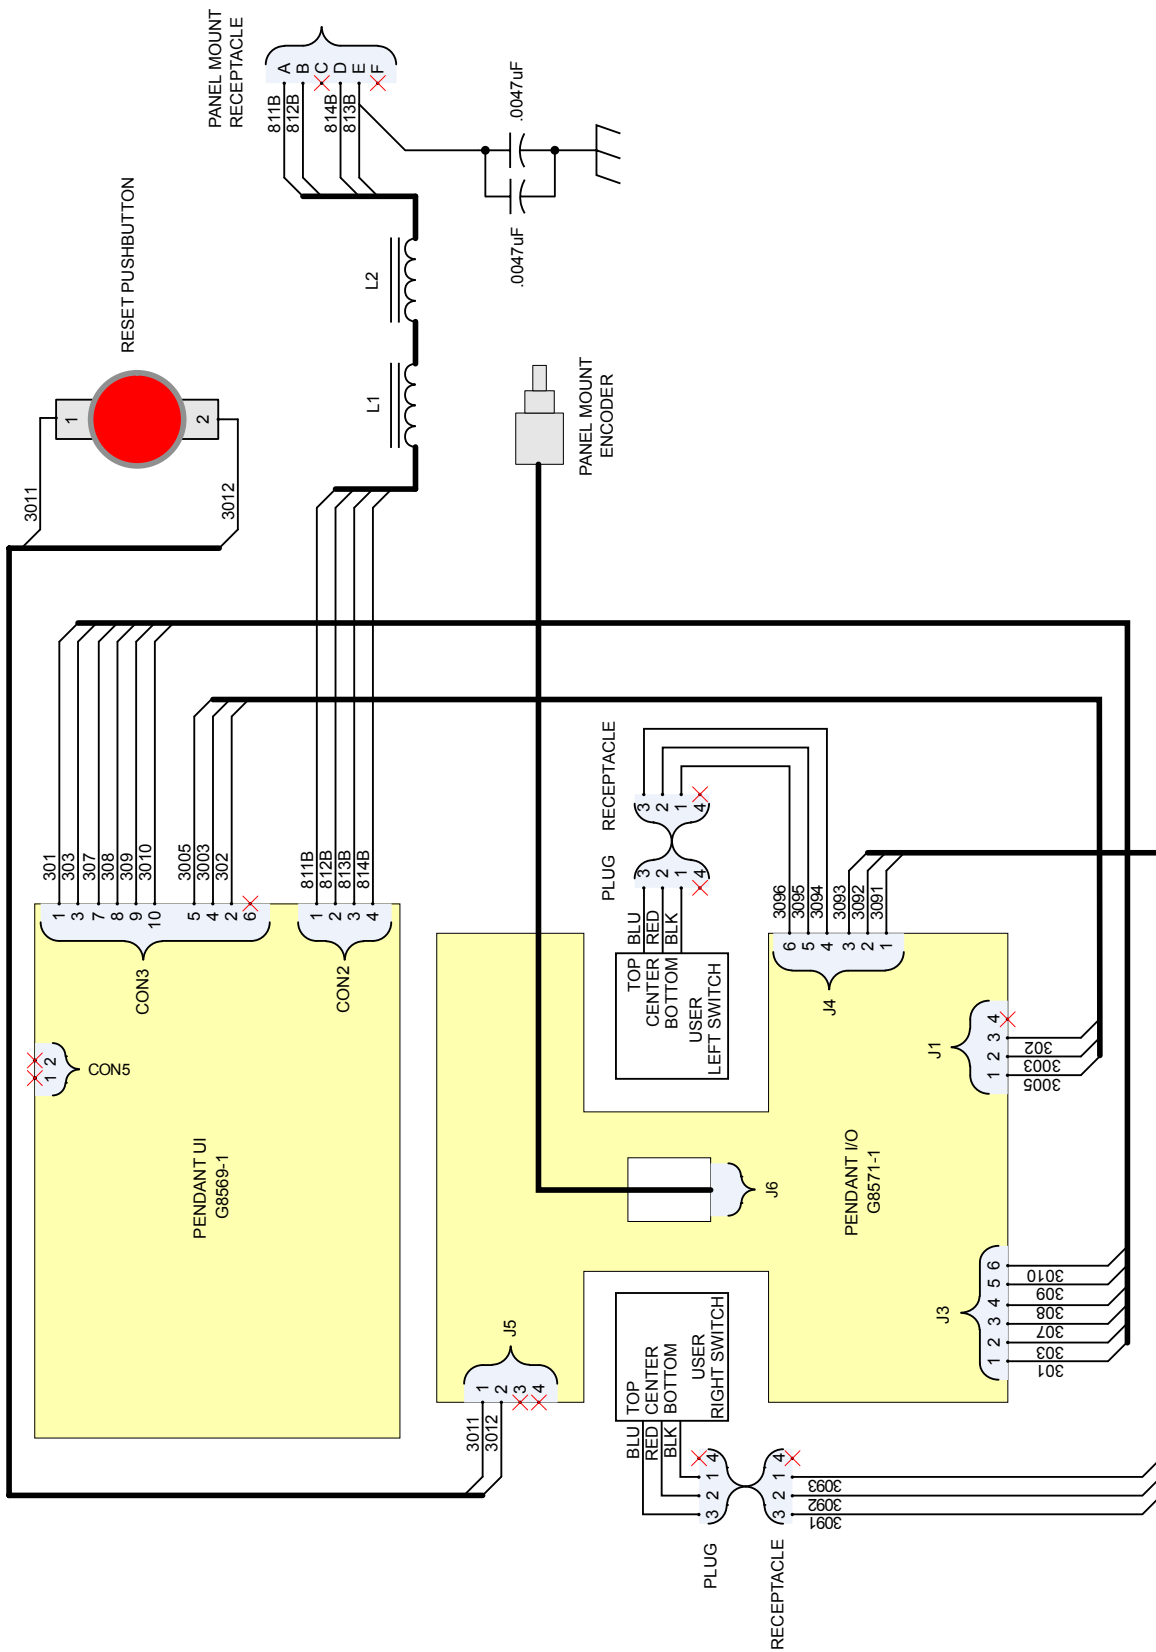 PANEL MOUNT
RECEPTACLE
A
B
C
D
E
F
811B
812B
814B
813B
.0047uF
.0047uF
RESET PUSHBUTTON
1
2
3011
3012
L2
L1
PANEL MOUNT
ENCODER
301
303
307
308
309
3010
3005
3003
302
1
3
7
8
9
10
5
4
2
6
CON3
811B
812B
813B
814B
1
2
3
4
CON2
1
2
CON5
PENDANT UI
G8569-1
RECEPTACLE
3
2
1
4
PLUG
3
2
1
4
BLU
RED
BLK
TOP
CENTER
BOTTOM
USER
LEFT SWITCH
3096
3095
3094
3093
3092
3091
6
5
4
3
2
1
J4
J1
1
2
3
4
3005
3003
302
J6
PENDANT I/O
G8571-1
J3
1
2
3
4
5
6
301
303
307
308
309
3010
J5
1
2
3
4
3011
3012
TOP
CENTER
BOTTOM
USER
RIGHT SWITCH
BLU
RED
BLK
PLUG
3
2
1
4
RECEPTACLE
3
2
1
4
3091
3092
3093